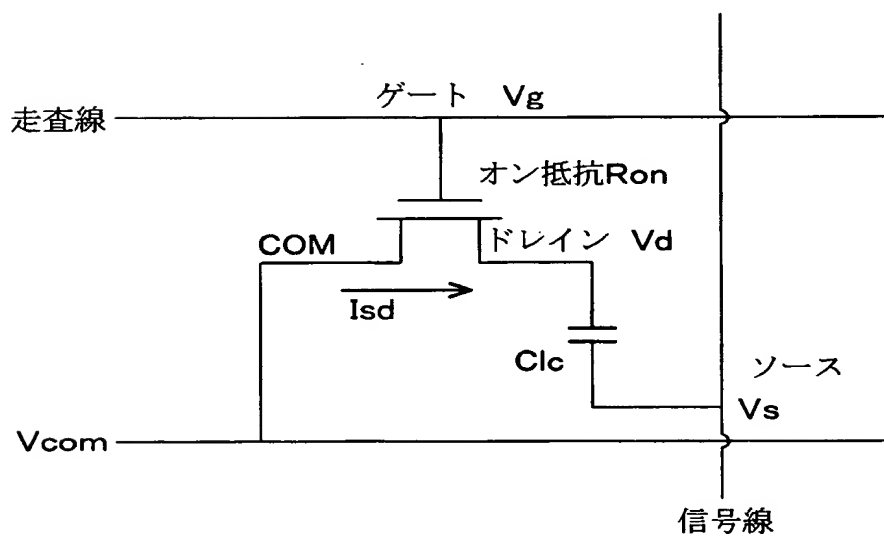 ゲート Vg
走査線
オン抵抗Ron
COM
ドレイン Vd
Isd
Clc
ソース
Vs
Vcom
信号線